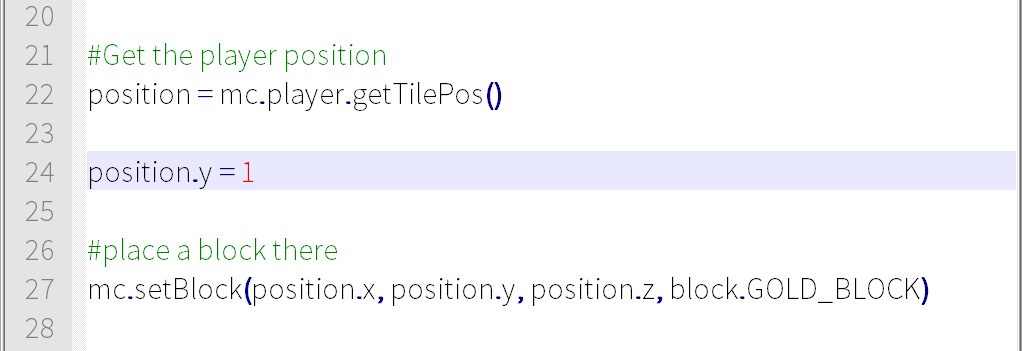 20
21 #Get the player position
22 position = mc.player.getTilePos()
23
24 position.y = 1
25
26 #place a block there
27 mc.setBlock(position.x, position.y, position.z, block.GOLD_BLOCK)
28